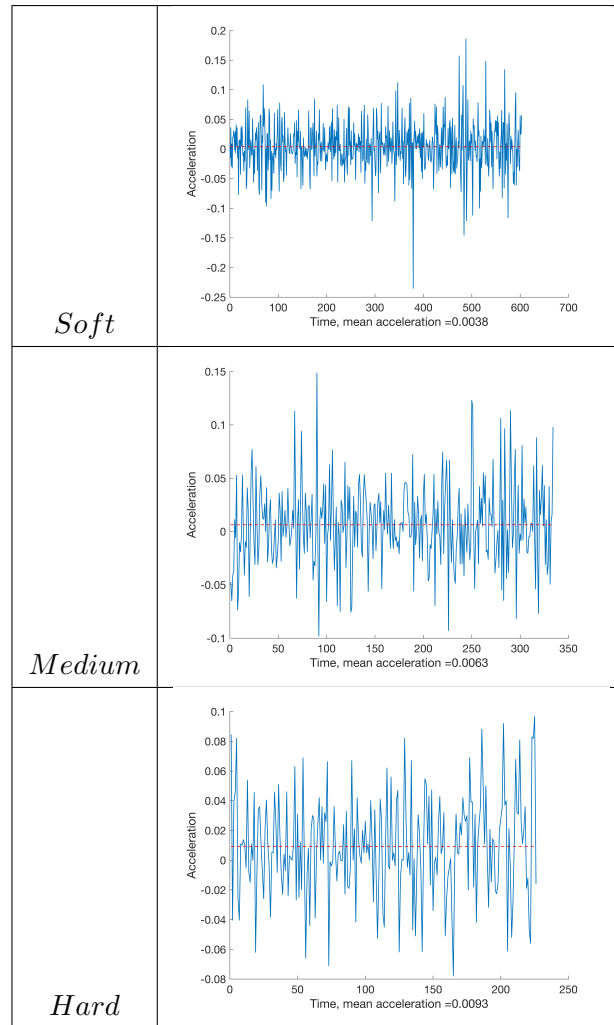 0.2
0.15
0.1
0.05
0
-0.05
-0.1
-0.15
-0.2
-0.25
Acceleration
0 100 200 300 400 500 600 700
Time, mean acceleration =0.0038
Soft
0.15
0.1
0.05
0
-0.05
-0.1
Acceleration
0 50 100 150 200 250 300 350
Time, mean acceleration =0.0063
Medium
0.1
0.08
0.06
0.04
0.02
0
-0.02
-0.04
-0.06
-0.08
Acceleration
0 50 100 150 200 250
Time, mean acceleration =0.0093
Hard